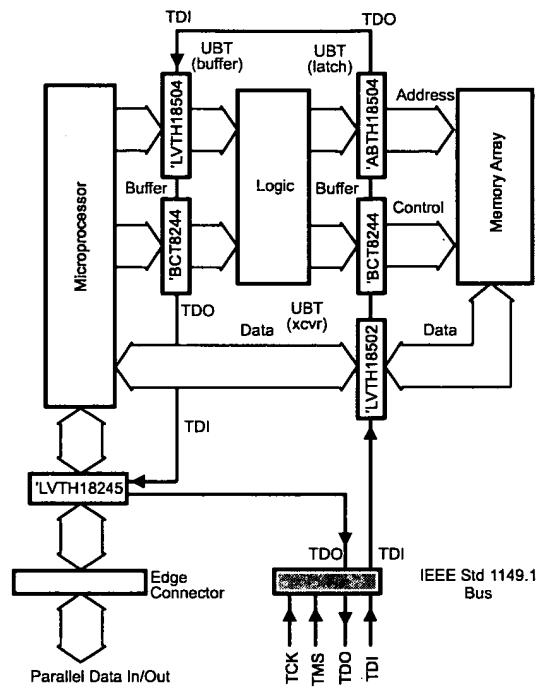 TDI
TDO
UBT
(buffer)
UBT
(latch)
'LVTH18504
'ABTH18504
Address
Microprocessor
Logic
Memory Array
Buffer
Buffer
Control
'BCT8244
'BCT8244
TDO
UBT
(xcvr)
Data
Data
'LVTH18502
TDI
'LVTH18245
TDO
TDI
Edge
Connector
IEEE Std 1149.1
Bus
TCK
TMS
TDO
TDI
Parallel Data In/Out